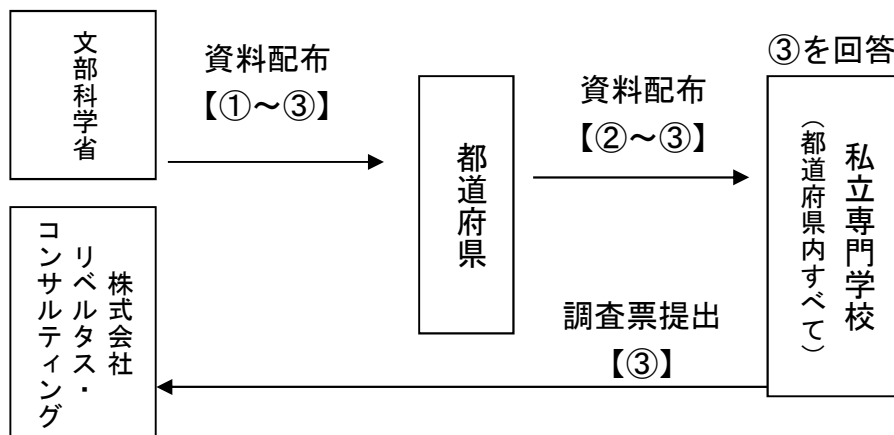 文部科学省
資料配布
【①～③】
都道府県
資料配布
【②～③】
③を回答
私立専門学校
（都道府県内すべて）
株式会社
リベルタス・
コンサルティング
調査票提出
【③】